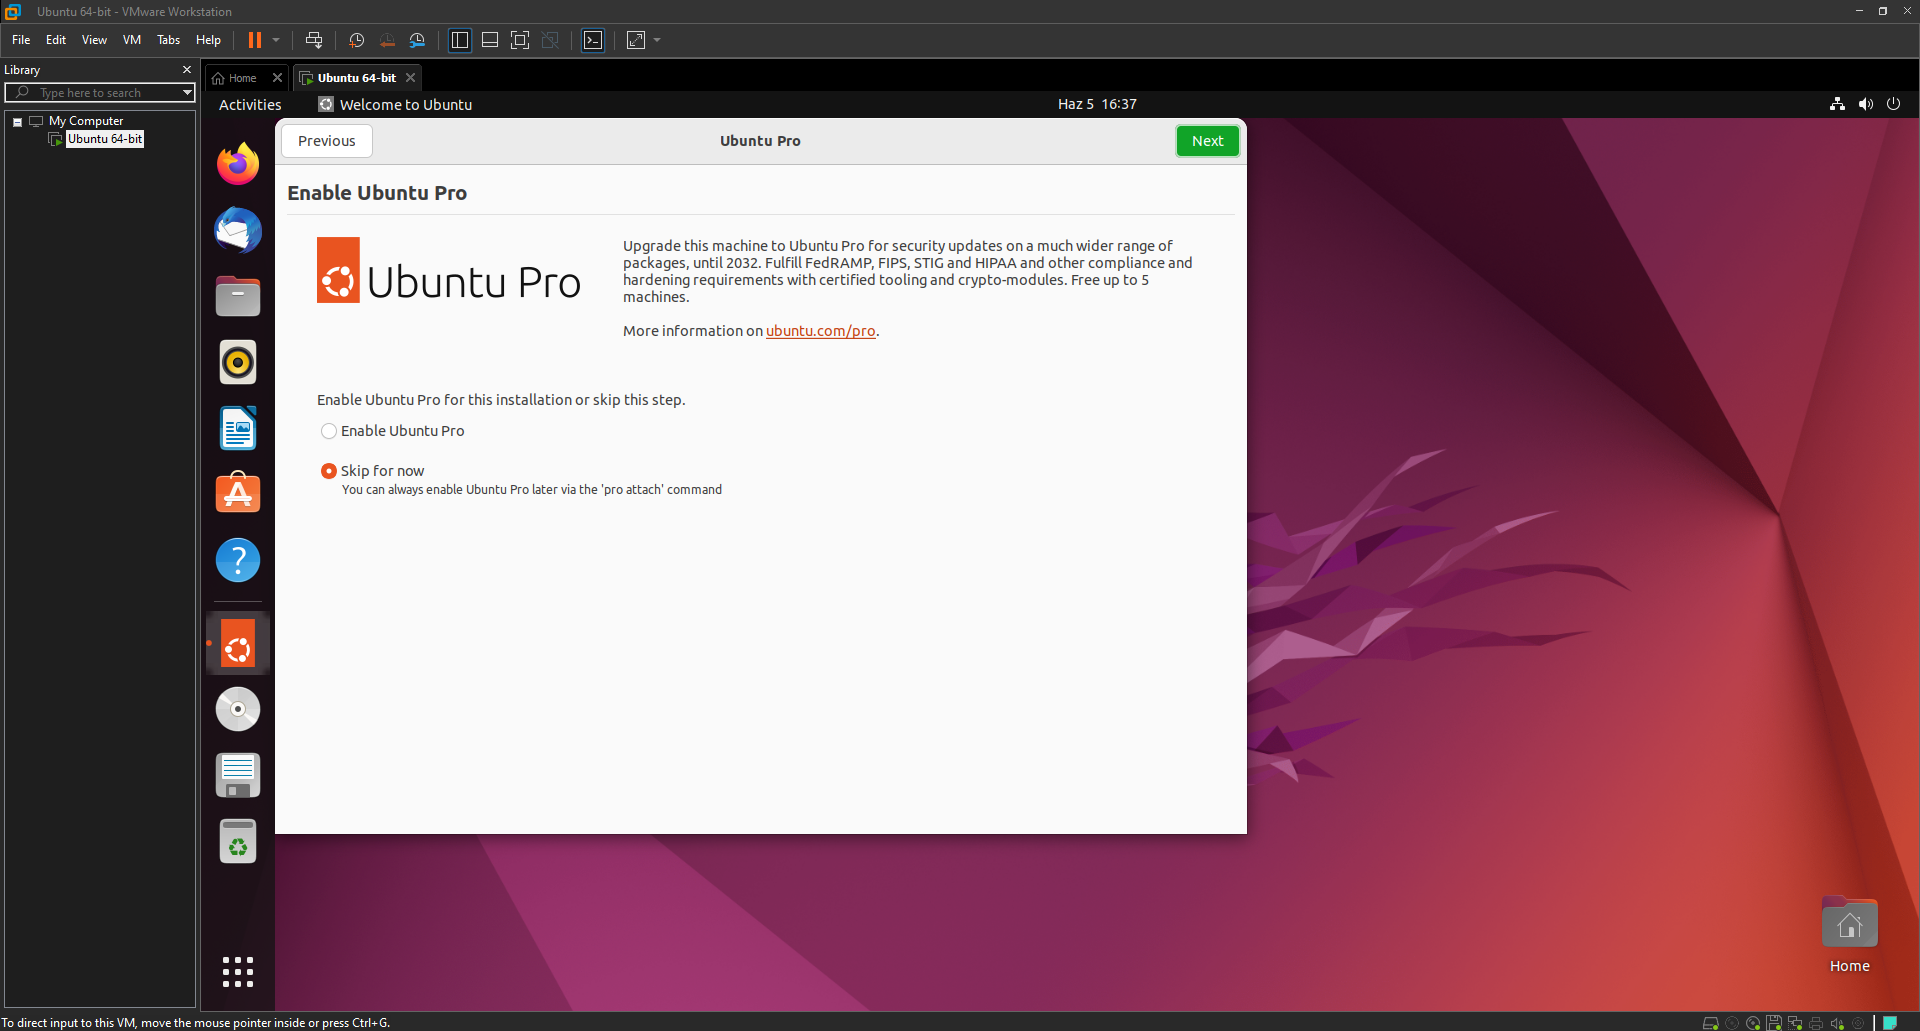 Ubuntu 64-bit - VMware Workstation
File Edit View VM Tabs Help
Library
Type here to search
My Computer
Ubuntu 64-bit
Home
Ubuntu 64-bit
Activities
Welcome to Ubuntu
Haz 5 16:37
Previous
Ubuntu Pro
Next
Enable Ubuntu Pro
Ubuntu Pro
Upgrade this machine to Ubuntu Pro for security updates on a much wider range of
packages, until 2032. Fulfill FedRAMP, FIPS, STIG and HIPAA and other compliance and
hardening requirements with certified tooling and crypto-modules. Free up to 5
machines.
More information on ubuntu.com/pro.
Enable Ubuntu Pro for this installation or skip this step.
Enable Ubuntu Pro
Skip for now
You can always enable Ubuntu Pro later via the 'pro attach' command
Home
To direct input to this VM, move the mouse pointer inside or press Ctrl+G.